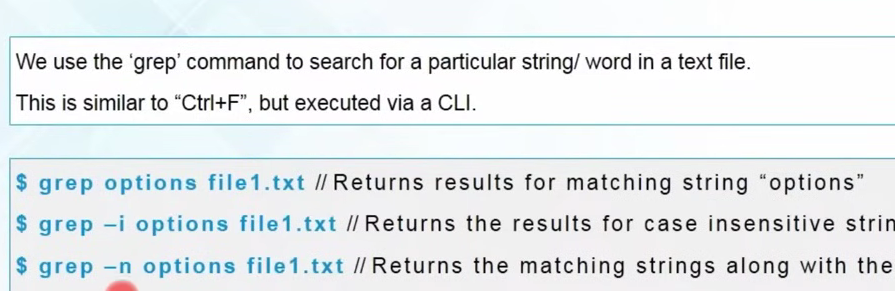 We use the ‘grep’ command to search for a particular string/ word in a text file.
This is similar to “Ctrl+F”, but executed via a CLI.
$ grep options file1.txt // Returns results for matching string “options”
$ grep –i options file1.txt // Returns the results for case insensitive
$ grep –n options file1.txt // Returns the matching strings along with the